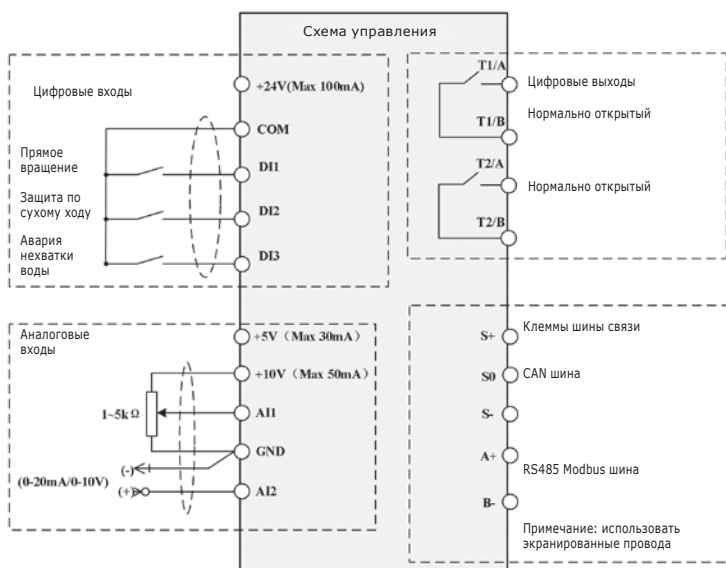 Схема управления
Цифровые входы
+24V(Max 100mA)
COM
Прямое
вращение
DI1
Защита по
сухому ходу
DI2
Авария
нехватки
воды
DI3
T1/A
Цифровые выходы
T1/B
Нормально открытый
T2/A
Нормально открытый
T2/B
Аналоговые
входы
+5V (Max 30mA)
+10V (Max 50mA)
1~5kΩ
AI1
GND
(-)
(0-20mA/0-10V)
(+)
AI2
S+
Клеммы шины связи
S0
CAN шина
S-
A+
RS485 Modbus шина
B-
Примечание: использовать
экранированные провода